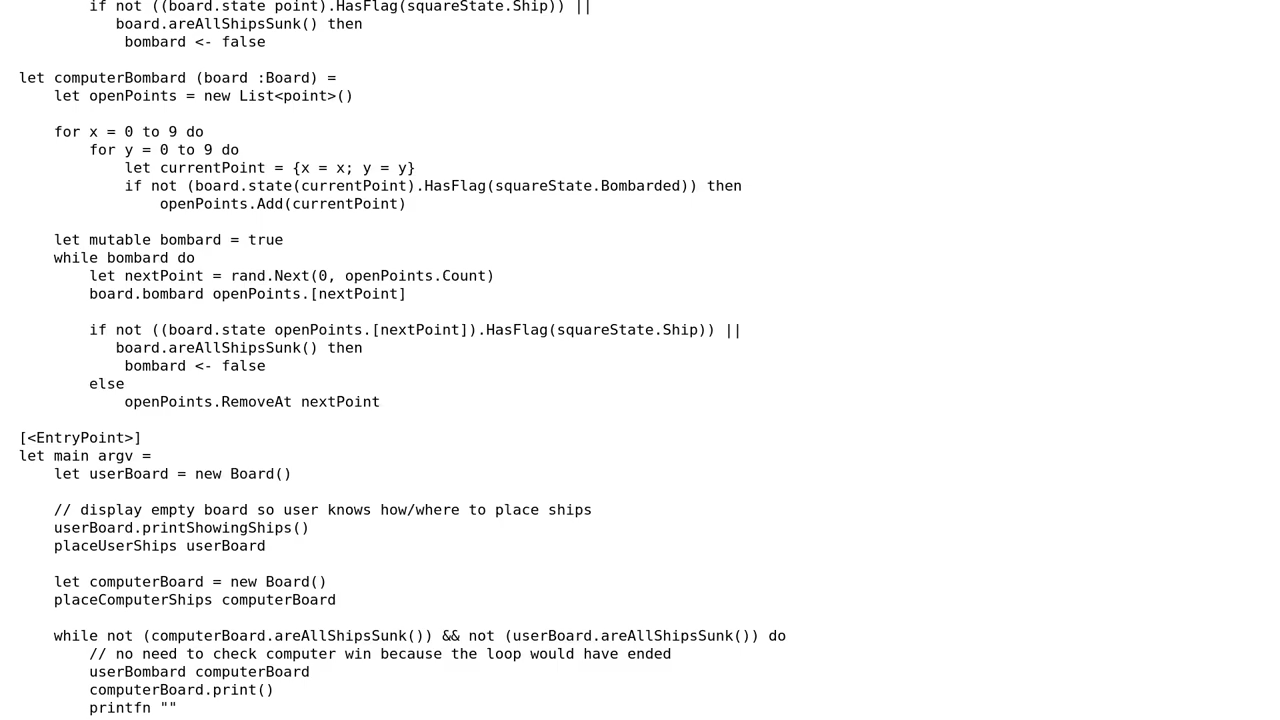 if not ((board.state point).HasFlag(squareState.Ship)) ||
           board.areAllShipsSunk() then
            bombard <- false

let computerBombard (board :Board) =
    let openPoints = new List<point>()

    for x = 0 to 9 do
        for y = 0 to 9 do
            let currentPoint = {x = x; y = y}
            if not (board.state(currentPoint).HasFlag(squareState.Bombarded)) then
                openPoints.Add(currentPoint)

    let mutable bombard = true
    while bombard do
        let nextPoint = rand.Next(0, openPoints.Count)
        board.bombard openPoints.[nextPoint]

        if not ((board.state openPoints.[nextPoint]).HasFlag(squareState.Ship)) ||
           board.areAllShipsSunk() then
            bombard <- false
        else
            openPoints.RemoveAt nextPoint

[<EntryPoint>]
let main argv =
    let userBoard = new Board()

    // display empty board so user knows how/where to place ships
    userBoard.printShowingShips()
    placeUserShips userBoard

    let computerBoard = new Board()
    placeComputerShips computerBoard

    while not (computerBoard.areAllShipsSunk()) && not (userBoard.areAllShipsSunk()) do
        // no need to check computer win because the loop would have ended
        userBombard computerBoard
        computerBoard.print()
        printfn ""